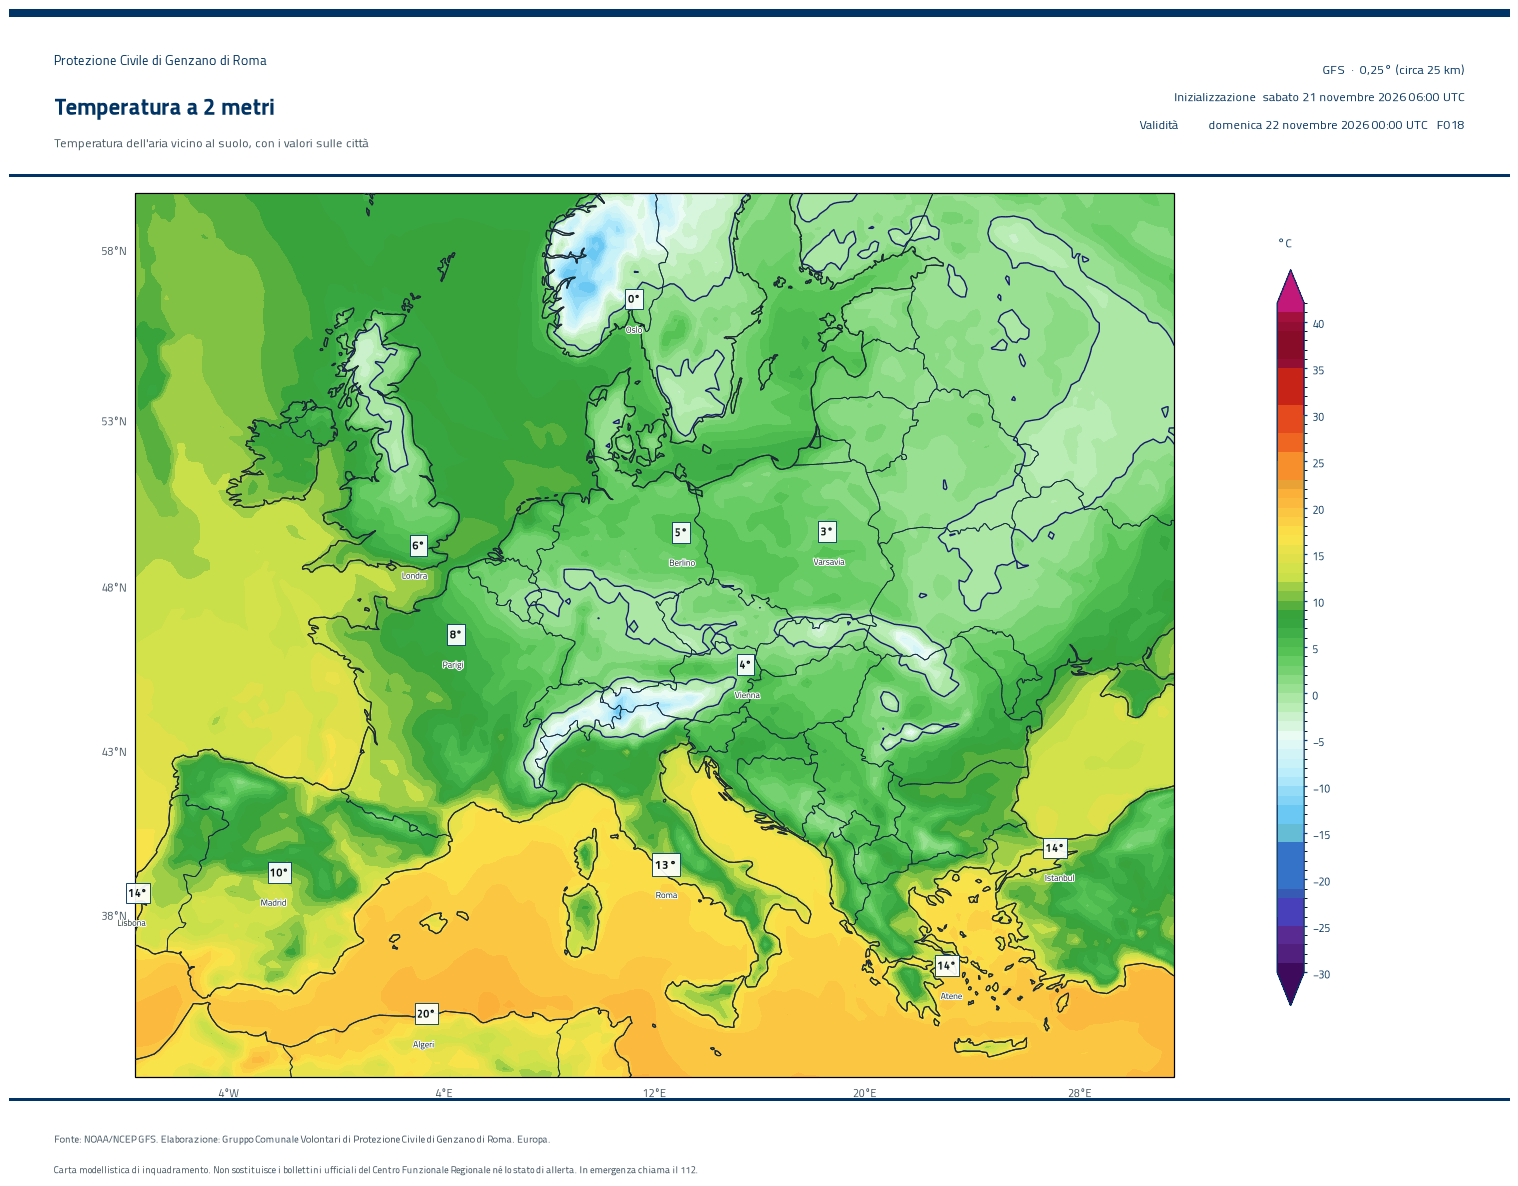 Protezione Civile di Genzano di Roma
Temperatura a 2 metri
Temperatura dell'aria vicino al suolo, con i valori sulle città
GFS · 0,25° (circa 25 km)
Inizializzazione sabato 21 novembre 2026 06:00 UTC
Validità domenica 22 novembre 2026 00:00 UTC F018
58°N
53°N
48°N
43°N
38°N
4°W
4°E
12°E
20°E
28°E
0°
Oslo
6°
Londra
5°
Berlino
3°
Varsavia
8°
Parigi
4°
Vienna
14°
Lisbona
10°
Madrid
13°
Roma
14°
Istanbul
14°
Atene
20°
Algeri
°C
40
35
30
25
20
15
10
5
0
−5
−10
−15
−20
−25
−30
Fonte: NOAA/NCEP GFS. Elaborazione: Gruppo Comunale Volontari di Protezione Civile di Genzano di Roma. Europa.
Carta modellistica di inquadramento. Non sostituisce i bollettini ufficiali del Centro Funzionale Regionale né lo stato di allerta. In emergenza chiama il 112.